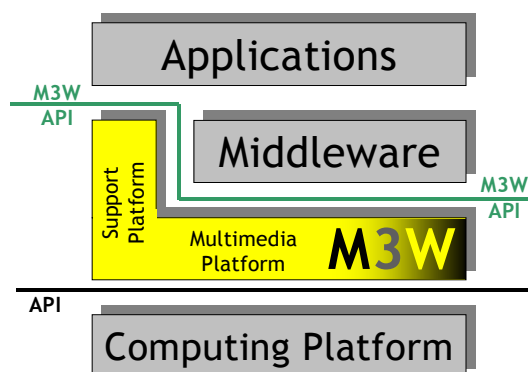 Applications
M3W
API
Middleware
M3W
API
Support
Platform
Multimedia
Platform
M3W
API
Computing Platform